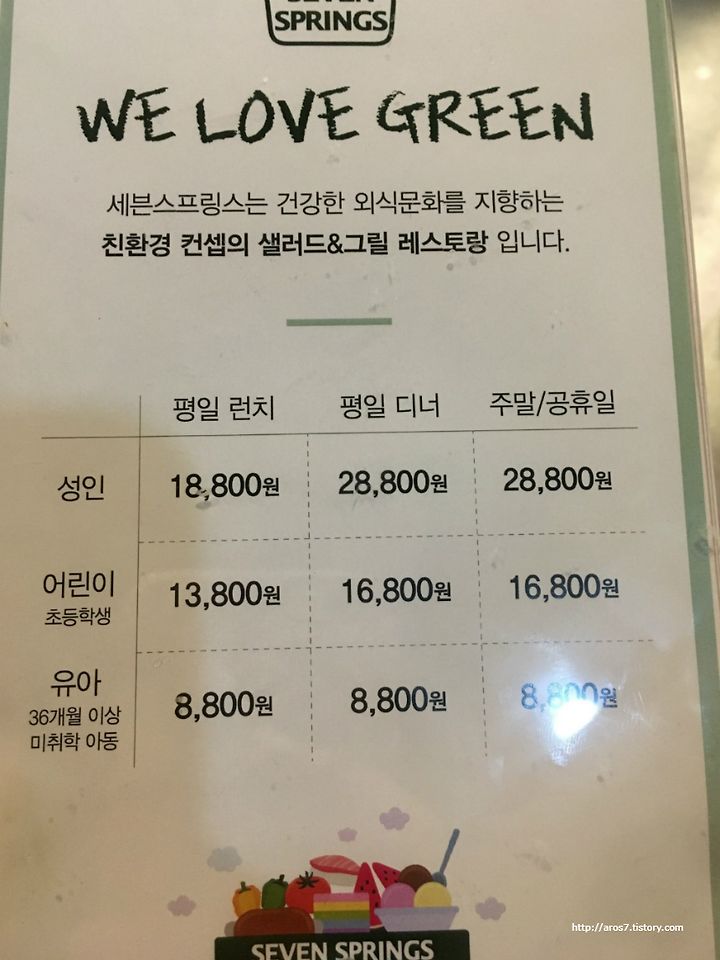 SEVEN
SPRINGS
WE LOVE GREEN
세븐스프링스는 건강한 외식문화를 지향하는
친환경 컨셉의 샐러드&그릴 레스토랑 입니다.
평일 런치 평일 디너 주말/공휴일
성인 18,800원 28,800원 28,800원
어린이 13,800원 16,800원 16,800원
초등학생
유아 8,800원 8,800원 8,800원
36개월 이상
미취학 아동
SEVEN SPRINGS
http://aros7.tistory.com